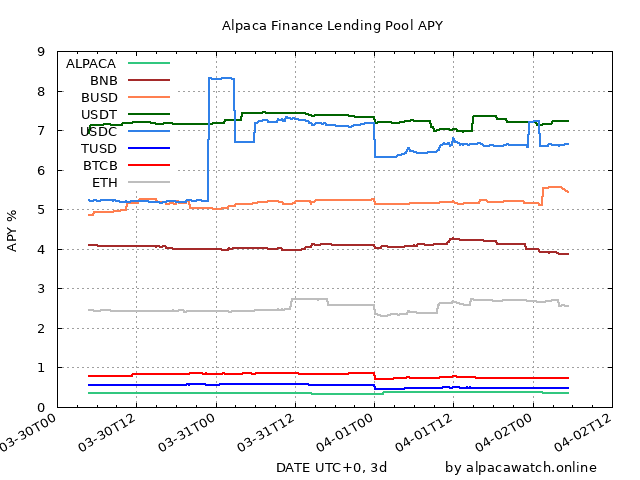 Alpaca Finance Lending Pool APY
9
8
7
6
5
4
3
2
1
0
APY %
ALPACA
BNB
BUSD
USDT
USDC
TUSD
BTCB
ETH
03-30T00
03-30T12
03-31T00
03-31T12
04-01T00
04-01T12
04-02T00
04-02T12
DATE UTC+0, 3d
by alpacawatch.online